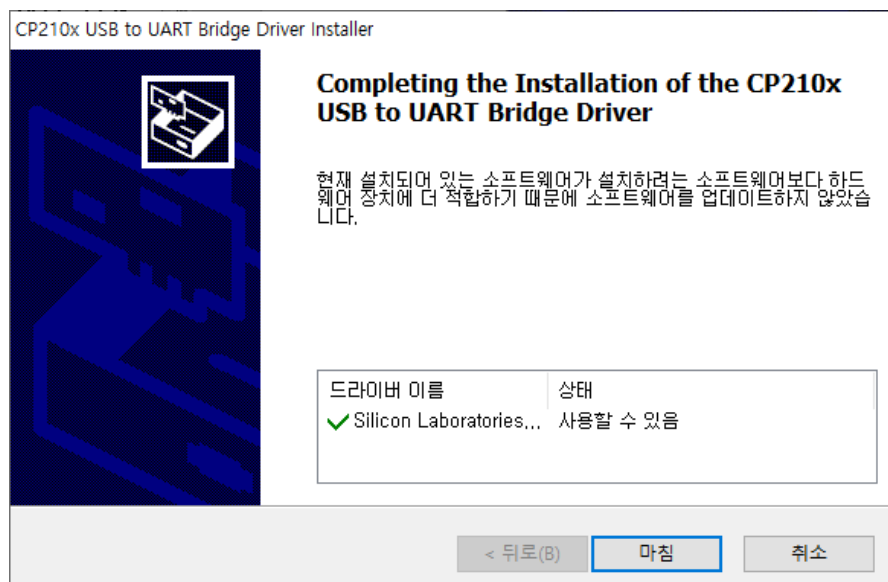 CP210x USB to UART Bridge Driver Installer
Completing the Installation of the CP210x
USB to UART Bridge Driver
현재 설치되어 있는 소프트웨어가 설치하려는 소프트웨어보다 하드
웨어 장치에 더 적합하기 때문에 소프트웨어를 업데이트하지 않았습
니다.
드라이버 이름 상태
Silicon Laboratories... 사용할 수 있음
< 뒤로(B) 마침 취소